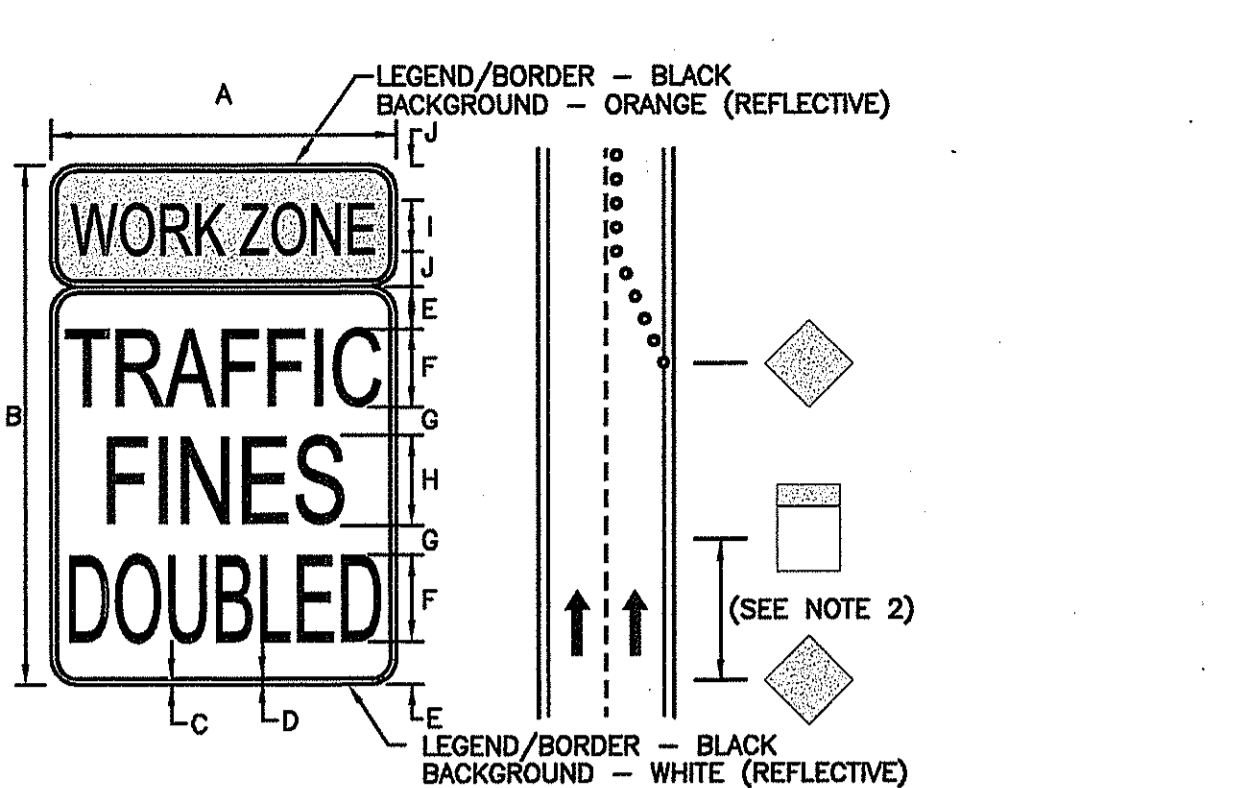 LEGEND/BORDER – BLACK
BACKGROUND – ORANGE (REFLECTIVE)
A
J
WORK ZONE
I
J
E
TRAFFIC
F
B
G
FINES
H
G
DOUBLED
F
(SEE NOTE 2)
C
D
E
LEGEND/BORDER – BLACK
BACKGROUND – WHITE (REFLECTIVE)